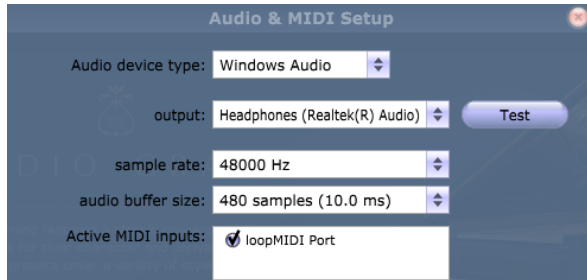 Audio & MIDI Setup
Audio device type: Windows Audio
output: Headphones (Realtek(R) Audio) Test
sample rate: 48000 Hz
audio buffer size: 480 samples (10.0 ms)
Active MIDI inputs: loopMIDI Port
DIO